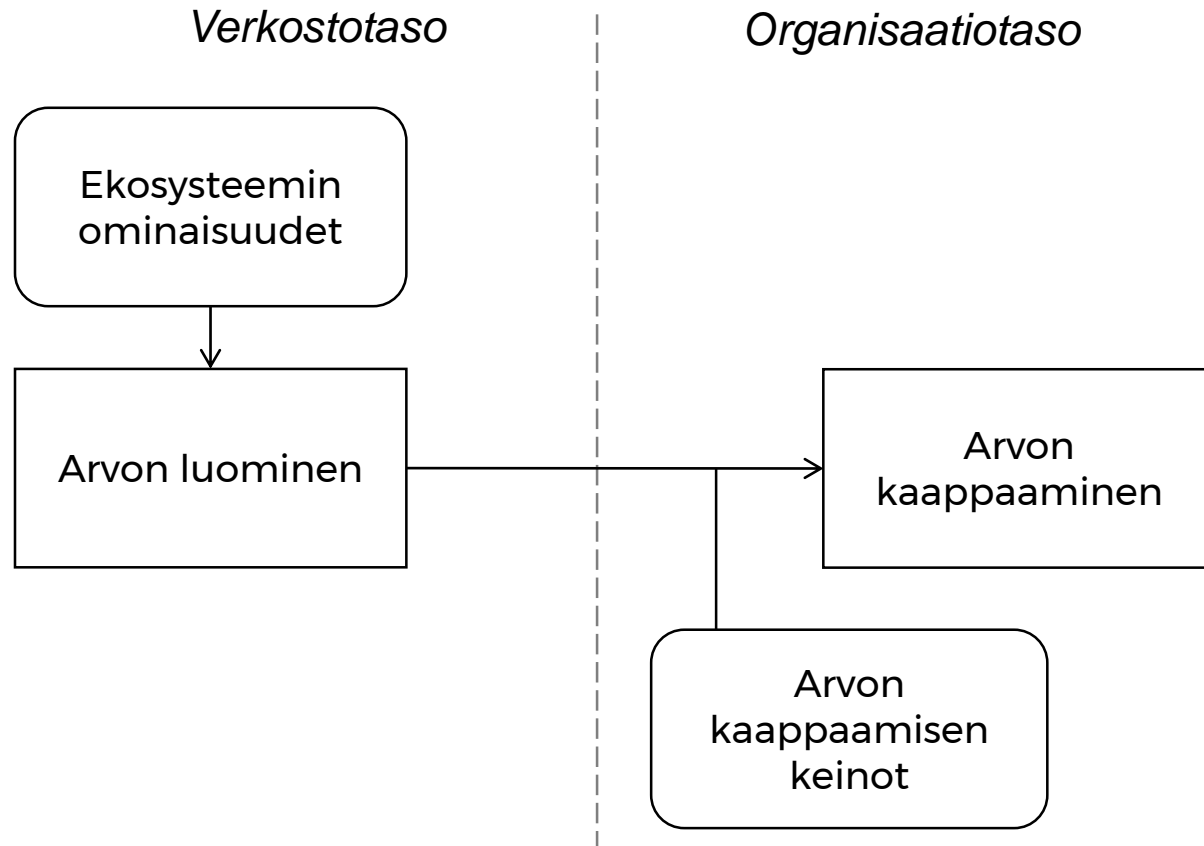 Verkostotaso
Organisaatiotaso
Ekosysteemin
ominaisuudet
Arvon luominen
Arvon
kaappaaminen
Arvon
kaappaamisen
keinot